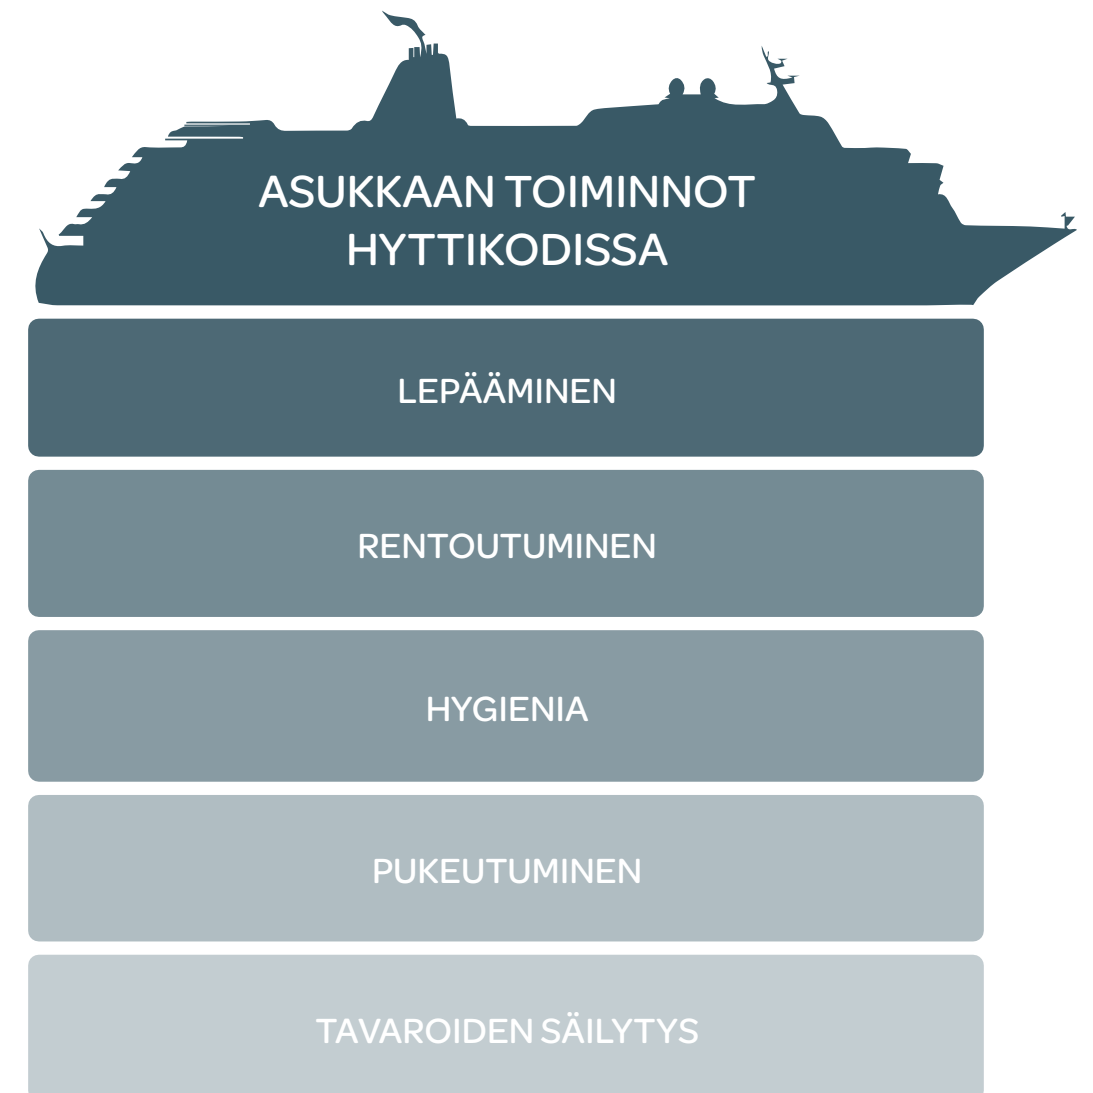 ASUKKAAN TOIMINNOT
HYTTIKODISSA
LEPÄÄMINEN
RENTOUTUMINEN
HYGIENIA
PUKEUTUMINEN
TAVAROIDEN SÄILYTYS